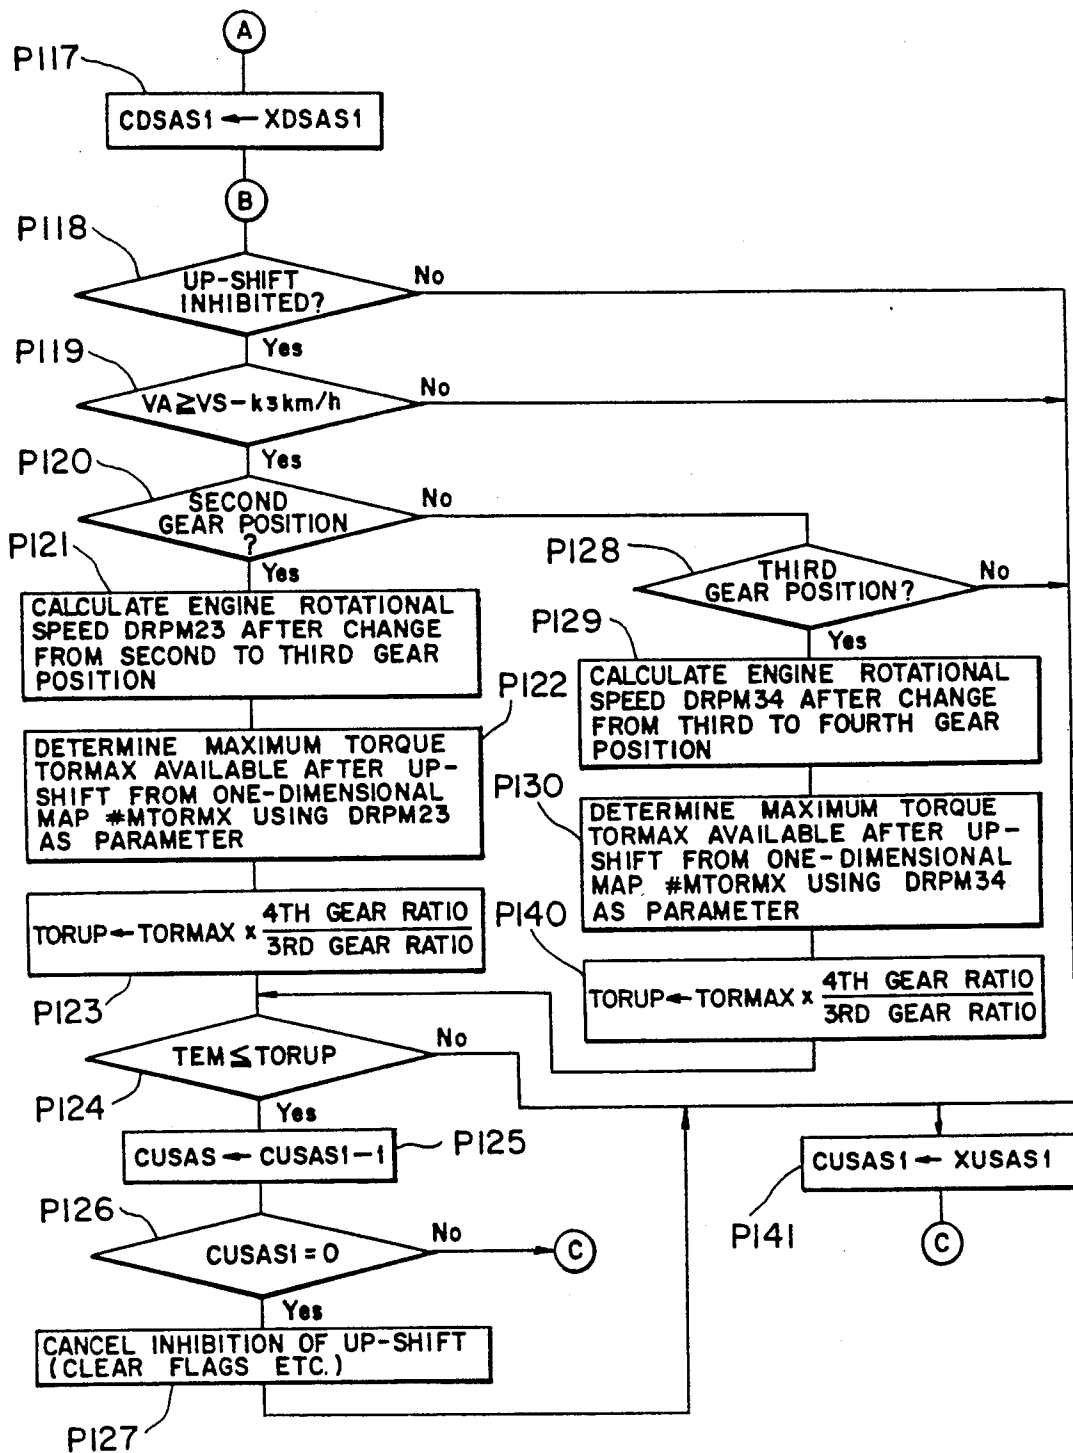 A
P117
CDSAS1 ← XDSAS1
B
P118
UP-SHIFT
INHIBITED?
No
Yes
P119
VA≧VS-k3km/h
No
Yes
P120
SECOND
GEAR POSITION
?
No
Yes
P121
CALCULATE ENGINE ROTATIONAL
SPEED DRPM23 AFTER CHANGE
FROM SECOND TO THIRD GEAR
POSITION
P122
DETERMINE MAXIMUM TORQUE
TORMAX AVAILABLE AFTER UP-
SHIFT FROM ONE-DIMENSIONAL
MAP #MTORMX USING DRPM23
AS PARAMETER
TORUP←TORMAX x 4TH GEAR RATIO
3RD GEAR RATIO
P123
P128
THIRD
GEAR POSITION?
No
Yes
P129
CALCULATE ENGINE ROTATIONAL
SPEED DRPM34 AFTER CHANGE
FROM THIRD TO FOURTH GEAR
POSITION
P130
DETERMINE MAXIMUM TORQUE
TORMAX AVAILABLE AFTER UP-
SHIFT FROM ONE-DIMENSIONAL
MAP #MTORMX USING DRPM34
AS PARAMETER
P140
TORUP←TORMAX x 4TH GEAR RATIO
3RD GEAR RATIO
TEM≦TORUP
No
P124
Yes
P125
CUSAS ← CUSAS1-1
P126
CUSAS1=0
No
C
Yes
CANCEL INHIBITION OF UP-SHIFT
(CLEAR FLAGS ETC.)
P127
CUSAS1 ← XUSAS1
P141
C